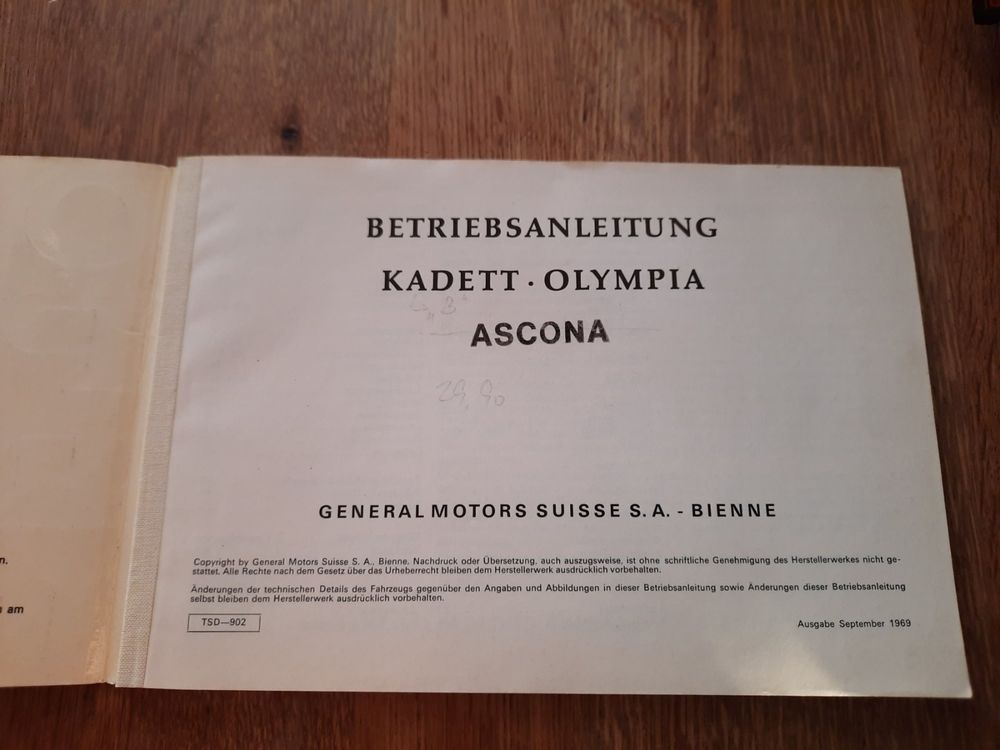 BETRIEBSANLEITUNG
KADETT · OLYMPIA
„B"
ASCONA
29,90
GENERAL MOTORS SUISSE S. A. - BIENNE
Copyright by General Motors Suisse S. A., Bienne. Nachdruck oder Übersetzung, auch auszugsweise, ist ohne schriftliche Genehmigung des Herstellerwerkes nicht ge-
stattet. Alle Rechte nach dem Gesetz über das Urheberrecht bleiben dem Herstellerwerk ausdrücklich vorbehalten.
Änderungen der technischen Details des Fahrzeugs gegenüber den Angaben und Abbildungen in dieser Betriebsanleitung sowie Änderungen dieser Betriebsanleitung
selbst bleiben dem Herstellerwerk ausdrücklich vorbehalten.
TSD—902
Ausgabe September 1969
n.
am